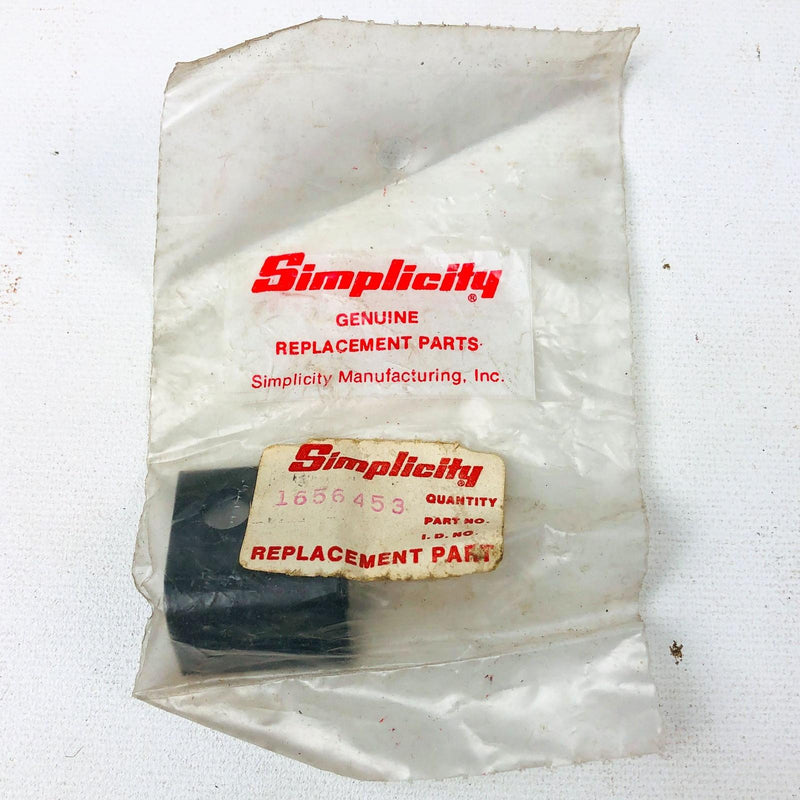 Simplicity®
GENUINE
REPLACEMENT PARTS
Simplicity Manufacturing, Inc.
Simplicity®
1656453 QUANTITY
PART NO.
I.D. NO.
REPLACEMENT PART